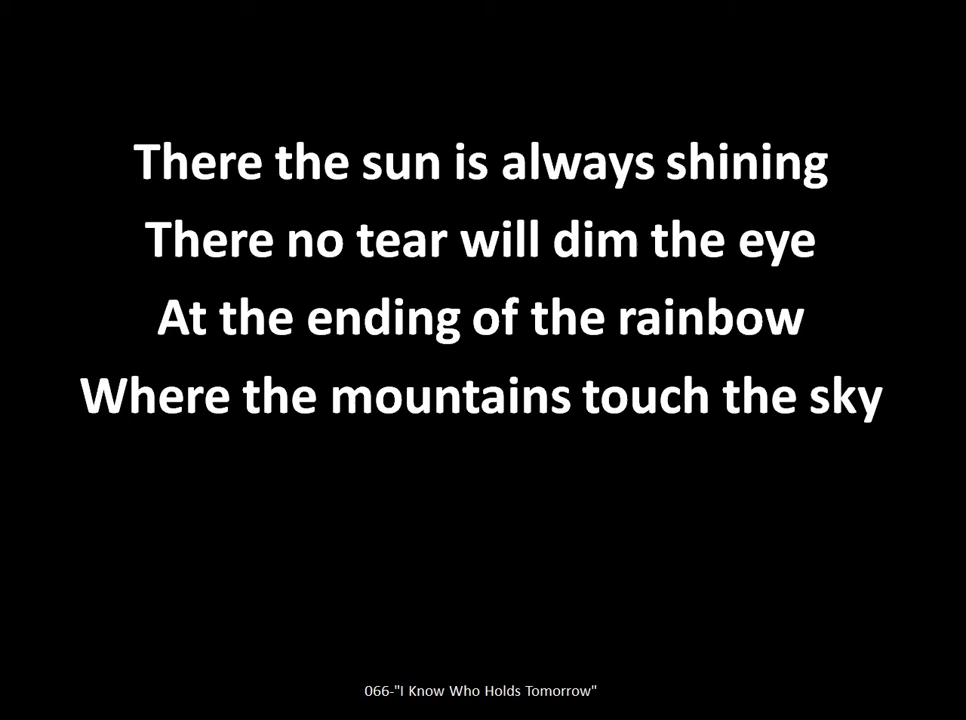 There the sun is always shining
There no tear will dim the eye
At the ending of the rainbow
Where the mountains touch the sky
066-"I Know Who Holds Tomorrow"